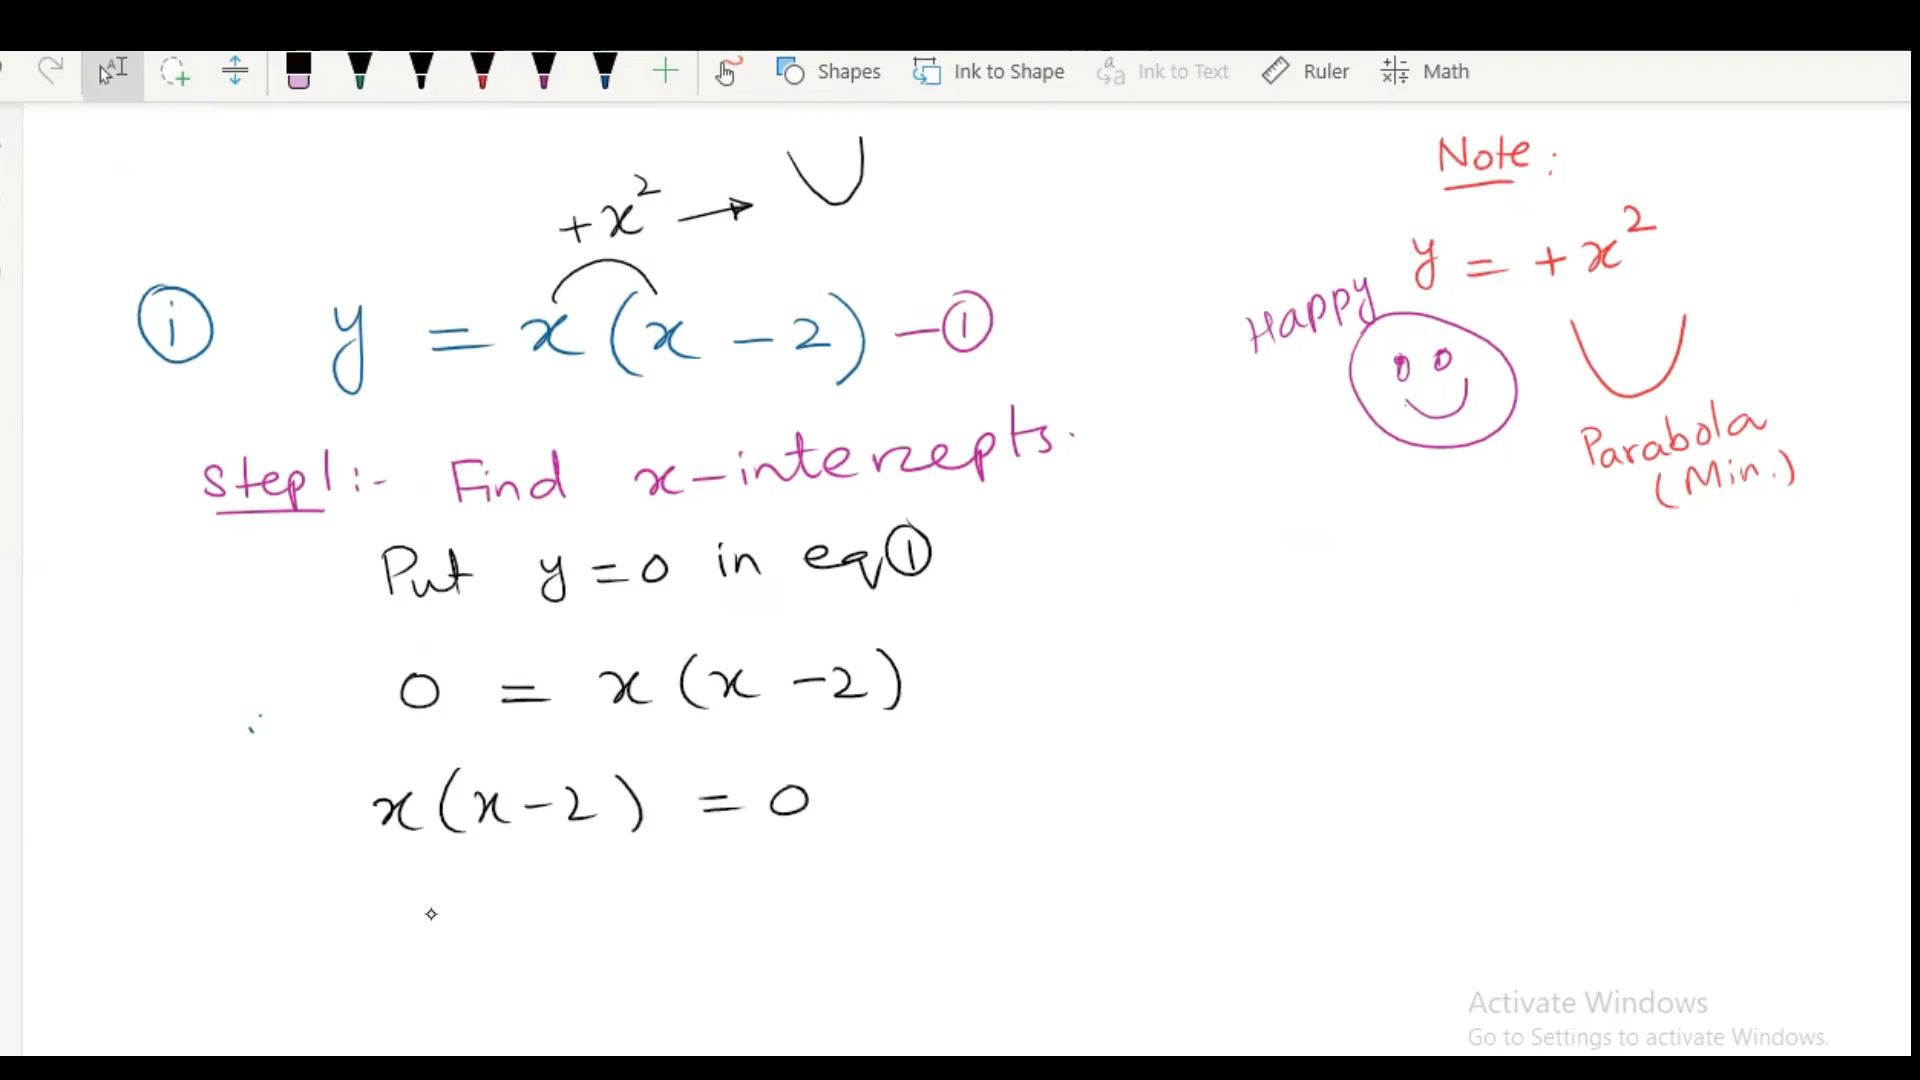 Shapes Ink to Shape Ink to Text Ruler Math
+x² →
ⓘ y = x(x-2) -①
Step1:- Find x-intercepts.
Put y=0 in eq①
0 = x(x-2)
x(x-2) = 0
Note:
y = +x²
Happy
Parabola
(Min.)
Activate Windows
Go to Settings to activate Windows.